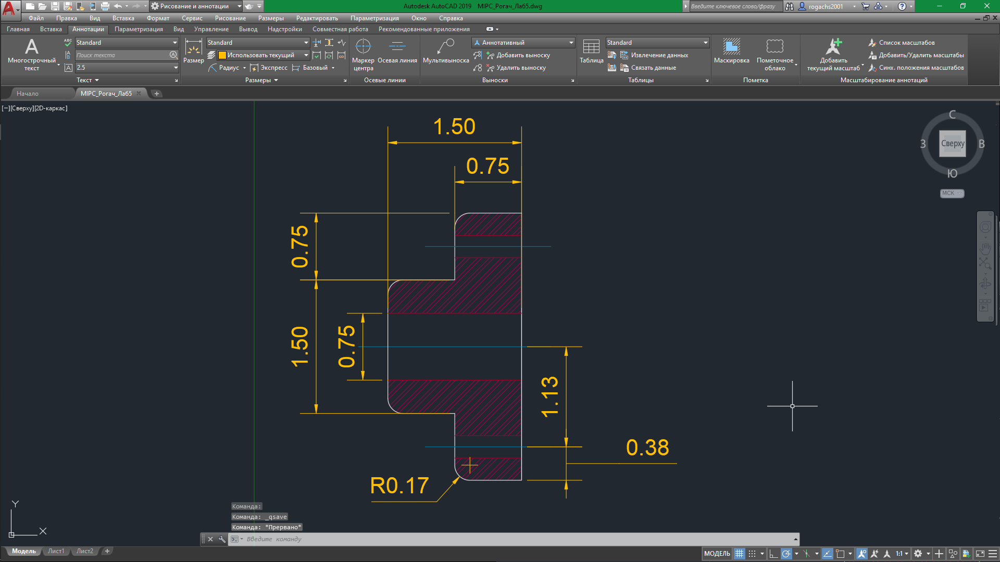 Рисование и аннотации
Autodesk AutoCAD 2019 MIPC_Рогач_Лаб5.dwg
Введите ключевое слово/фразу
rogachs2001
Файл Правка Вид Вставка Формат Сервис Рисование Размеры Редактировать Параметризация Окно Справка
Главная Вставка Аннотации Параметризация Вид Управление Вывод Надстройки Совместная работа Рекомендованные приложения
A
Многострочный
текст
ABC
Standard
Поиск текста
2.5
Текст
Размер
Standard
Использовать текущий
Радиус Экспресс Базовый
Размеры
Маркер
центра
Осевая линия
Осевые линии
Мультивыноска
Аннотативный
Добавить выноску
Удалить выноску
Выноски
Таблица
Standard
Извлечение данных
Связать данные
Таблицы
Маскировка
Пометочное
облако
Пометка
Добавить
текущий масштаб
Список масштабов
Добавить/Удалить масштабы
Синх. положения масштабов
Масштабирование аннотаций
Начало
MIPC_Рогач_Лаб5
[−][Сверху][2D-каркас]
С
З
Сверху
В
Ю
МСК
1.50
0.75
0.75
1.50
0.75
1.13
0.38
R0.17
Y
X
Команда:
Команда: _qsave
Команда: *Прервано*
Введите команду
Модель Лист1 Лист2
МОДЕЛЬ
1:1